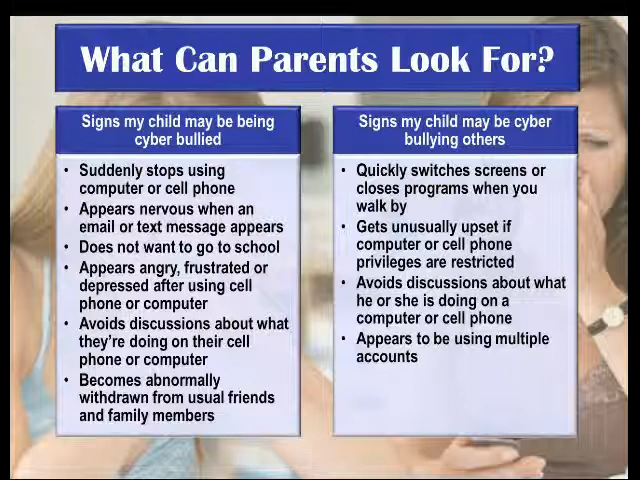 What Can Parents Look For?
Signs my child may be being
cyber bullied
• Suddenly stops using
computer or cell phone
• Appears nervous when an
email or text message appears
• Does not want to go to school
• Appears angry, frustrated or
depressed after using cell
phone or computer
• Avoids discussions about what
they're doing on their cell
phone or computer
• Becomes abnormally
withdrawn from usual friends
and family members
Signs my child may be cyber
bullying others
• Quickly switches screens or
closes programs when you
walk by
• Gets unusually upset if
computer or cell phone
privileges are restricted
• Avoids discussions about what
he or she is doing on a
computer or cell phone
• Appears to be using multiple
accounts